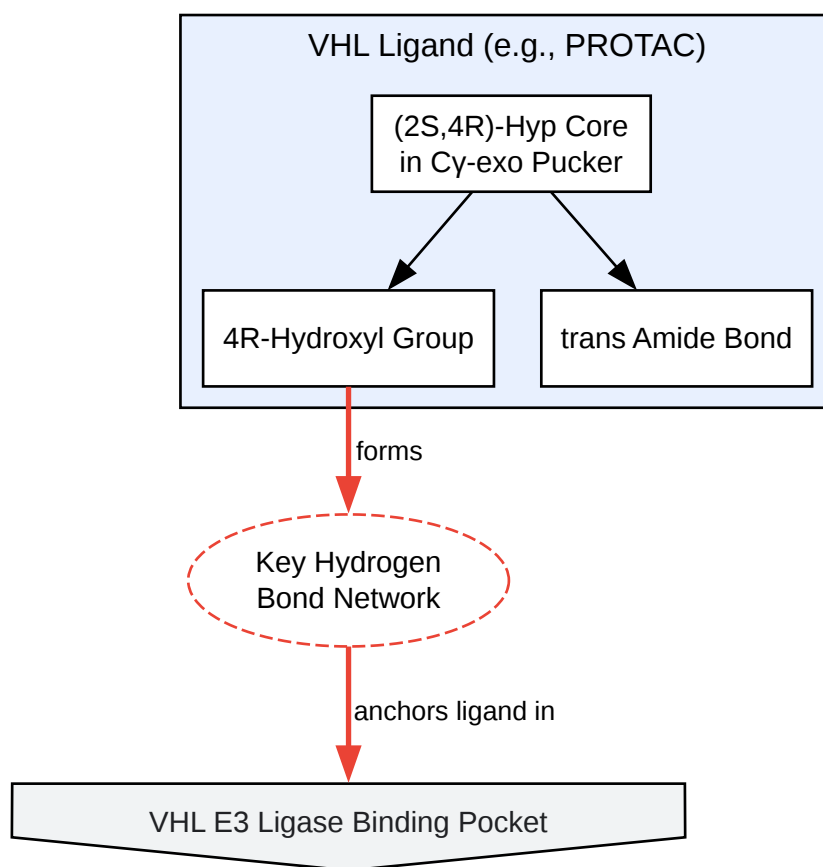 VHL Ligand (e.g., PROTAC)
(2S,4R)-Hyp Core
in Cγ-exo Pucker
4R-Hydroxyl Group
trans Amide Bond
forms
Key Hydrogen
Bond Network
anchors ligand in
VHL E3 Ligase Binding Pocket